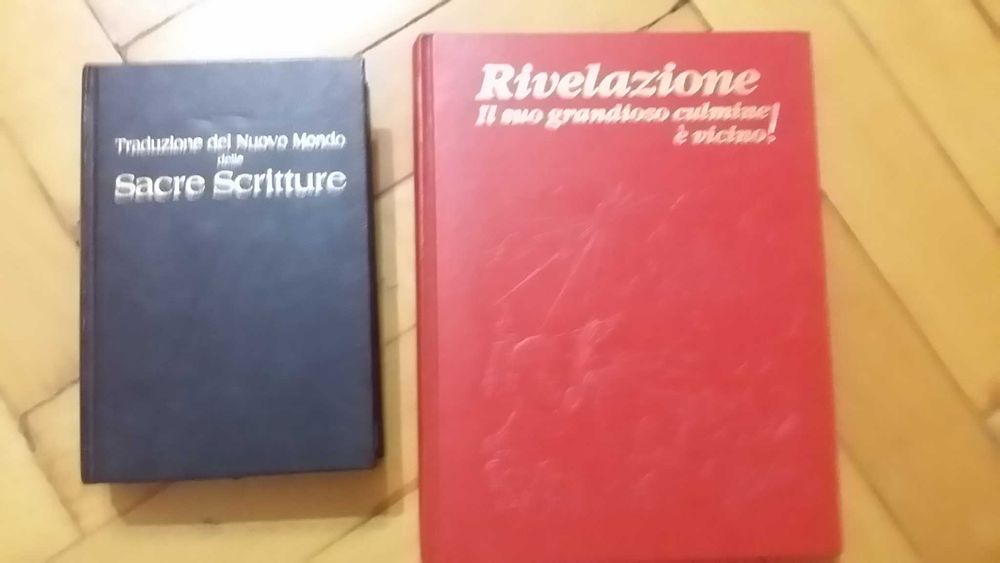 Traduzione del Nuovo Mondo
delle
Sacre Scritture
Rivelazione
Il suo grandioso culmine
è vicino!